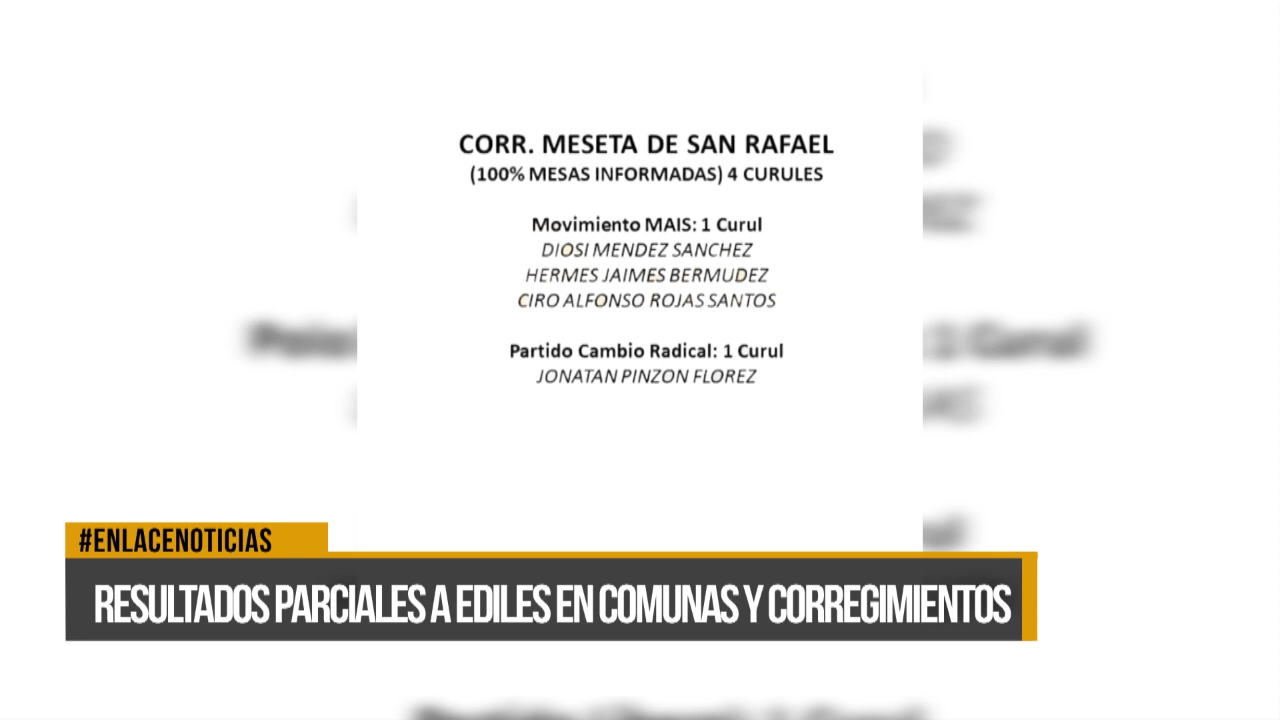 CORR. MESETA DE SAN RAFAEL
(100% MESAS INFORMADAS) 4 CURULES
Movimiento MAIS: 1 Curul
DIOSI MENDEZ SANCHEZ
HERMES JAIMES BERMUDEZ
CIRO ALFONSO ROJAS SANTOS
Partido Cambio Radical: 1 Curul
JONATAN PINZON FLOREZ
#ENLACENOTICIAS
RESULTADOS PARCIALES A EDILES EN COMUNAS Y CORREGIMIENTOS